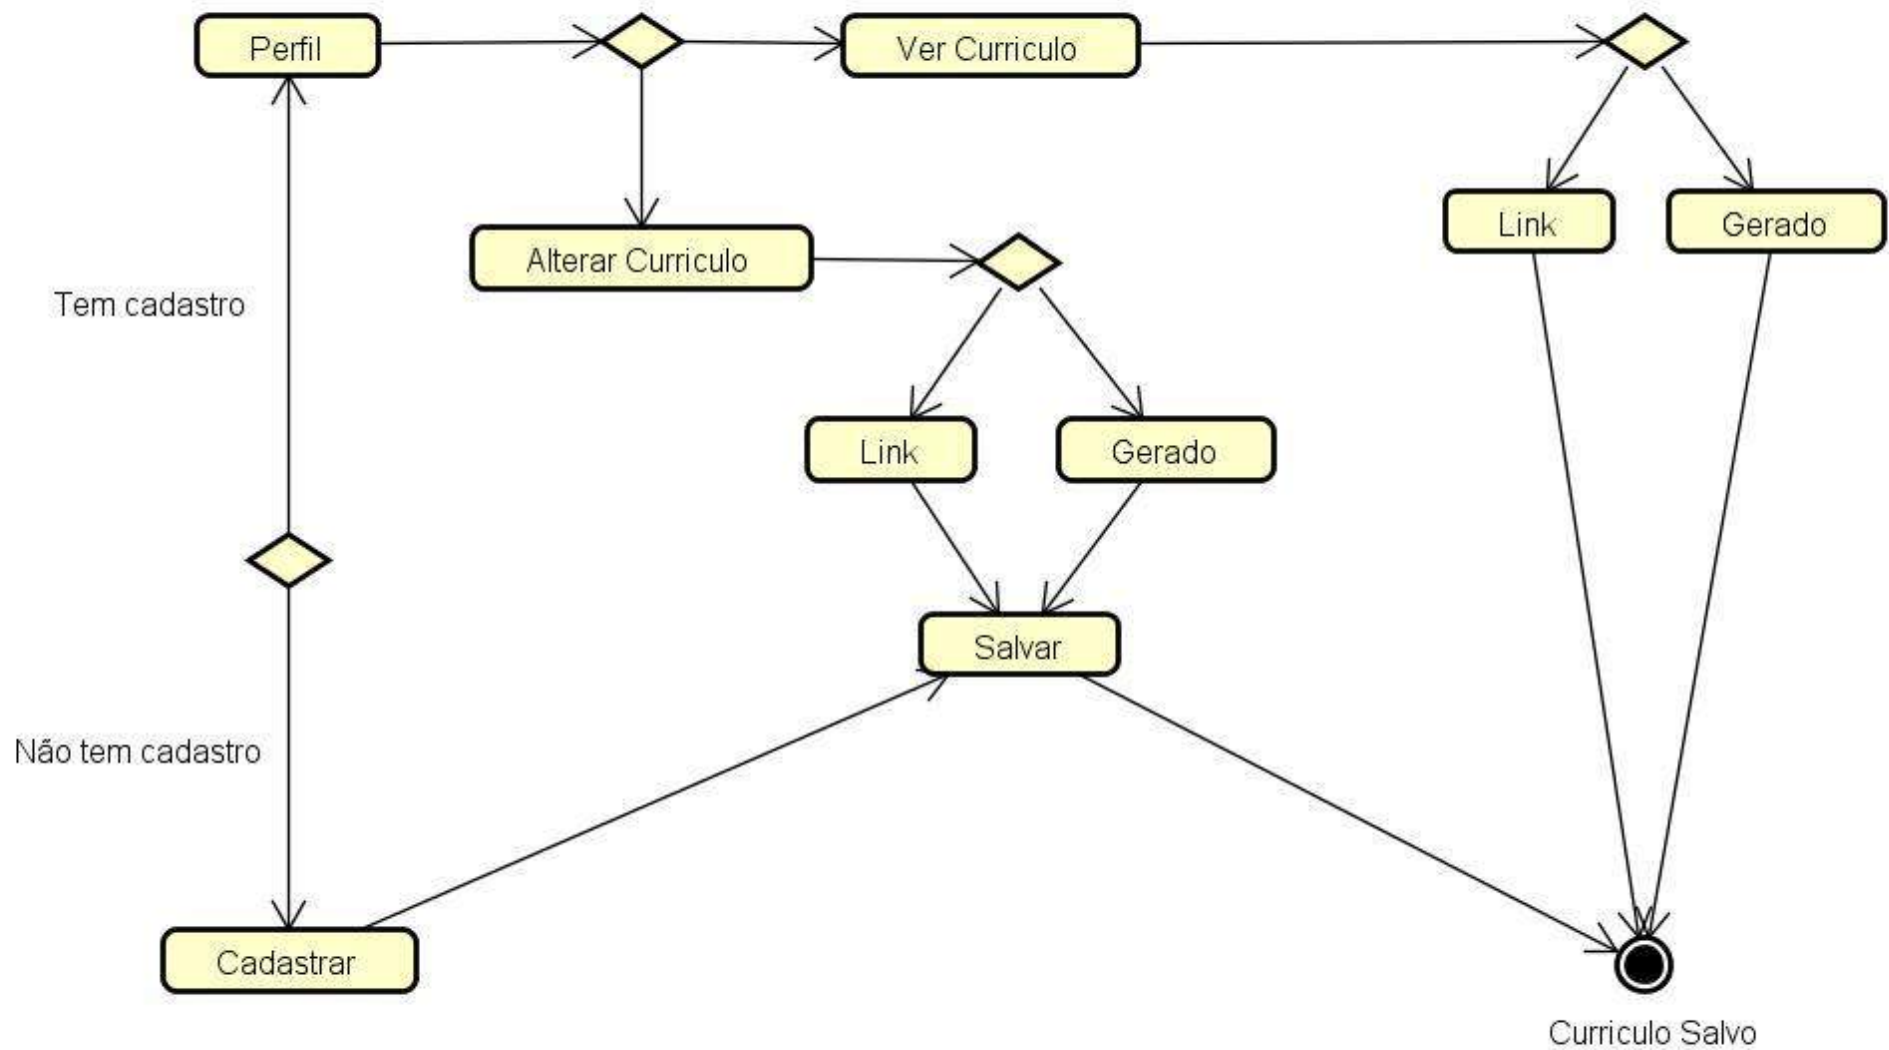 Perfil
Ver Curriculo
Link
Gerado
Alterar Curriculo
Tem cadastro
Link
Gerado
Salvar
Não tem cadastro
Cadastrar
Curriculo Salvo